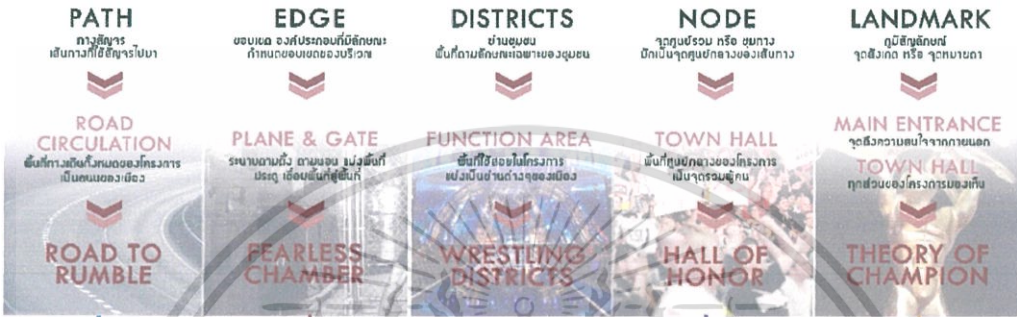 PATH
ทางสัญจร
เส้นทางที่ใช้สัญจรไปมา
ROAD
CIRCULATION
พื้นที่ทางเดินทั้งหมดของโครงการ
เป็นถนนของเมือง
ROAD TO
RUMBLE
EDGE
ขอบเขต องค์ประกอบที่มีลักษณะ
กำหนดขอบเขตของบริเวณ
PLANE & GATE
ระนาบตามตั้ง ตามนอน แบ่งพื้นที่
ประตู เชื่อมพื้นที่สู่พื้นที่
FEARLESS
CHAMBER
DISTRICTS
ย่านชุมชน
พื้นที่ตามลักษณะเฉพาะของชุมชน
FUNCTION AREA
พื้นที่ใช้สอยในโครงการ
แบ่งเป็นย่านต่างๆของเมือง
WRESTLING
DISTRICTS
NODE
จุดศูนย์รวม หรือ ชุมทาง
มักเป็นจุดศูนย์กลางของเส้นทาง
TOWN HALL
พื้นที่ศูนย์กลางของโครงการ
เป็นจุดรวมผู้คน
HALL OF
HONOR
LANDMARK
ภูมิสัญลักษณ์
จุดสังเกต หรือ จุดหมายตา
MAIN ENTRANCE
จุดดึงความสนใจจากภายนอก
TOWN HALL
ทุกส่วนของโครงการมองเห็น
THEORY OF
CHAMPION